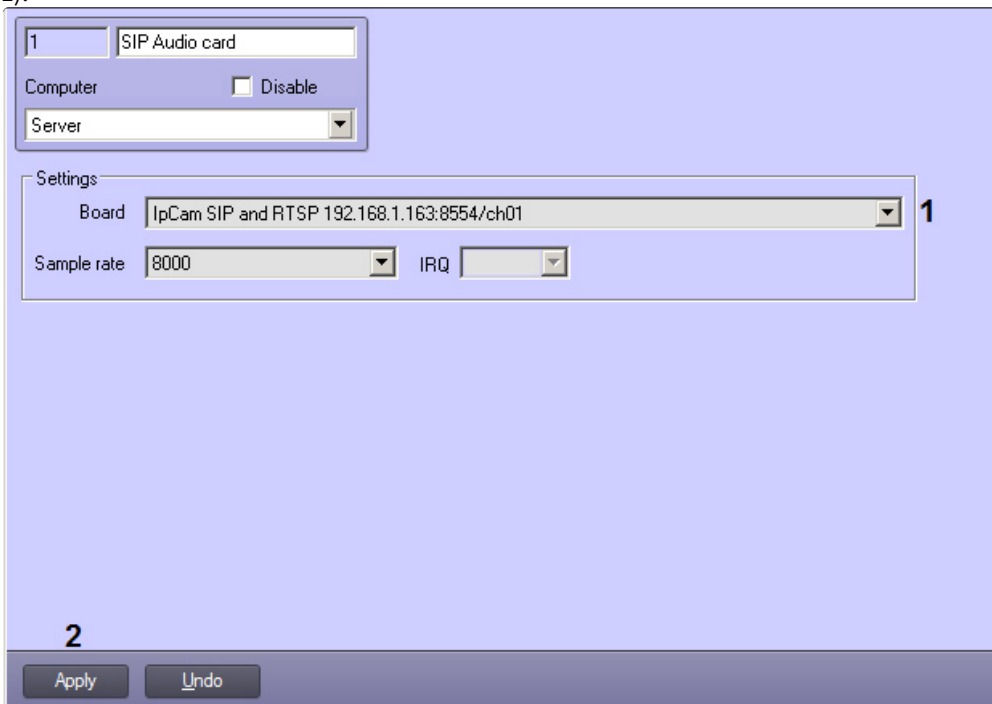 2).
1 SIP Audio card
Computer Disable
Server
Settings
Board IpCam SIP and RTSP 192.168.1.163:8554/ch01 1
Sample rate 8000 IRQ
2
Apply Undo